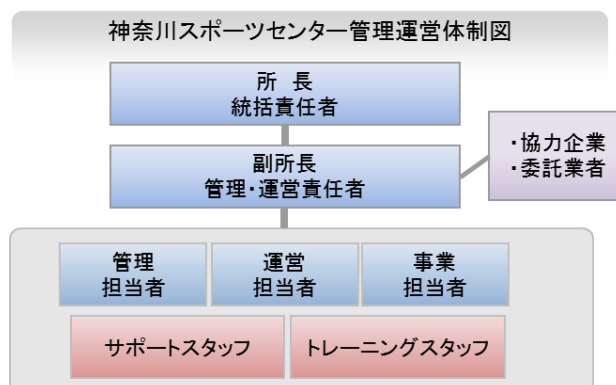 神奈川スポーツセンター管理運営体制図
所 長
統括責任者
副所長
管理・運営責任者
・協力企業
・委託業者
管理
担当者
運営
担当者
事業
担当者
サポートスタッフ
トレーニングスタッフ